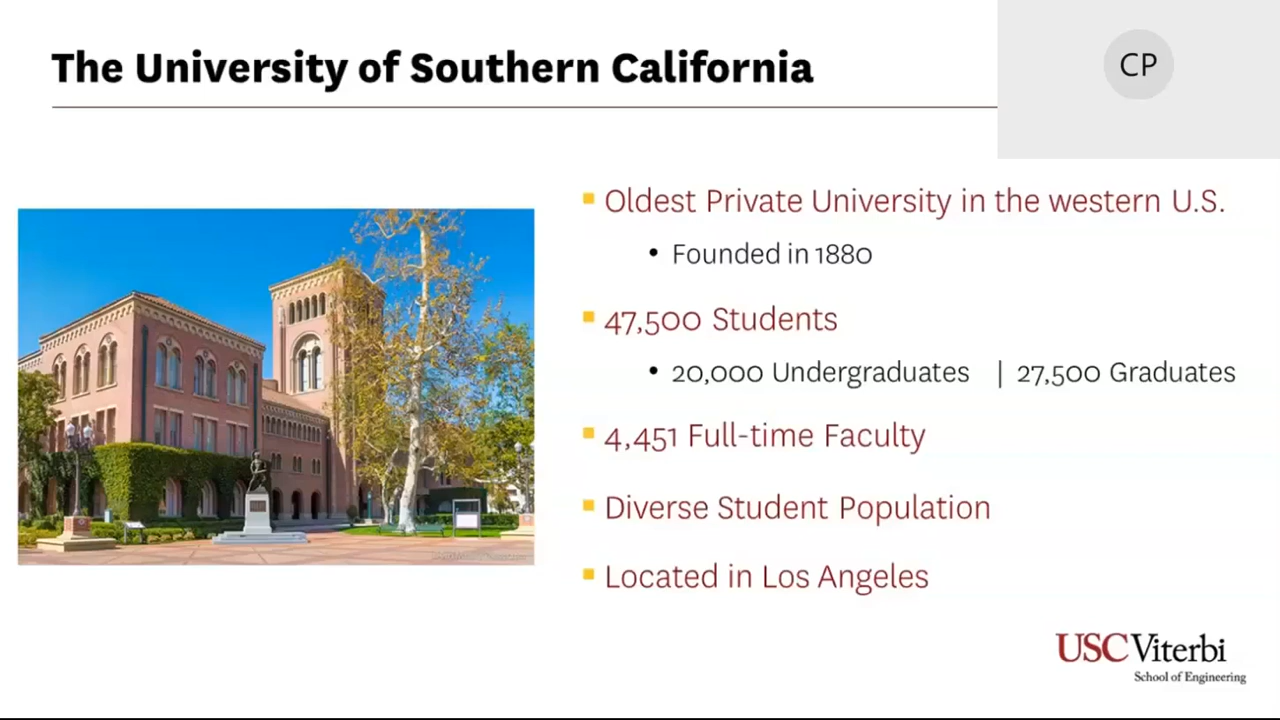 The University of Southern California
CP
Oldest Private University in the western U.S.
Founded in 1880
47,500 Students
20,000 Undergraduates | 27,500 Graduates
4,451 Full-time Faculty
Diverse Student Population
Located in Los Angeles
USC Viterbi
School of Engineering